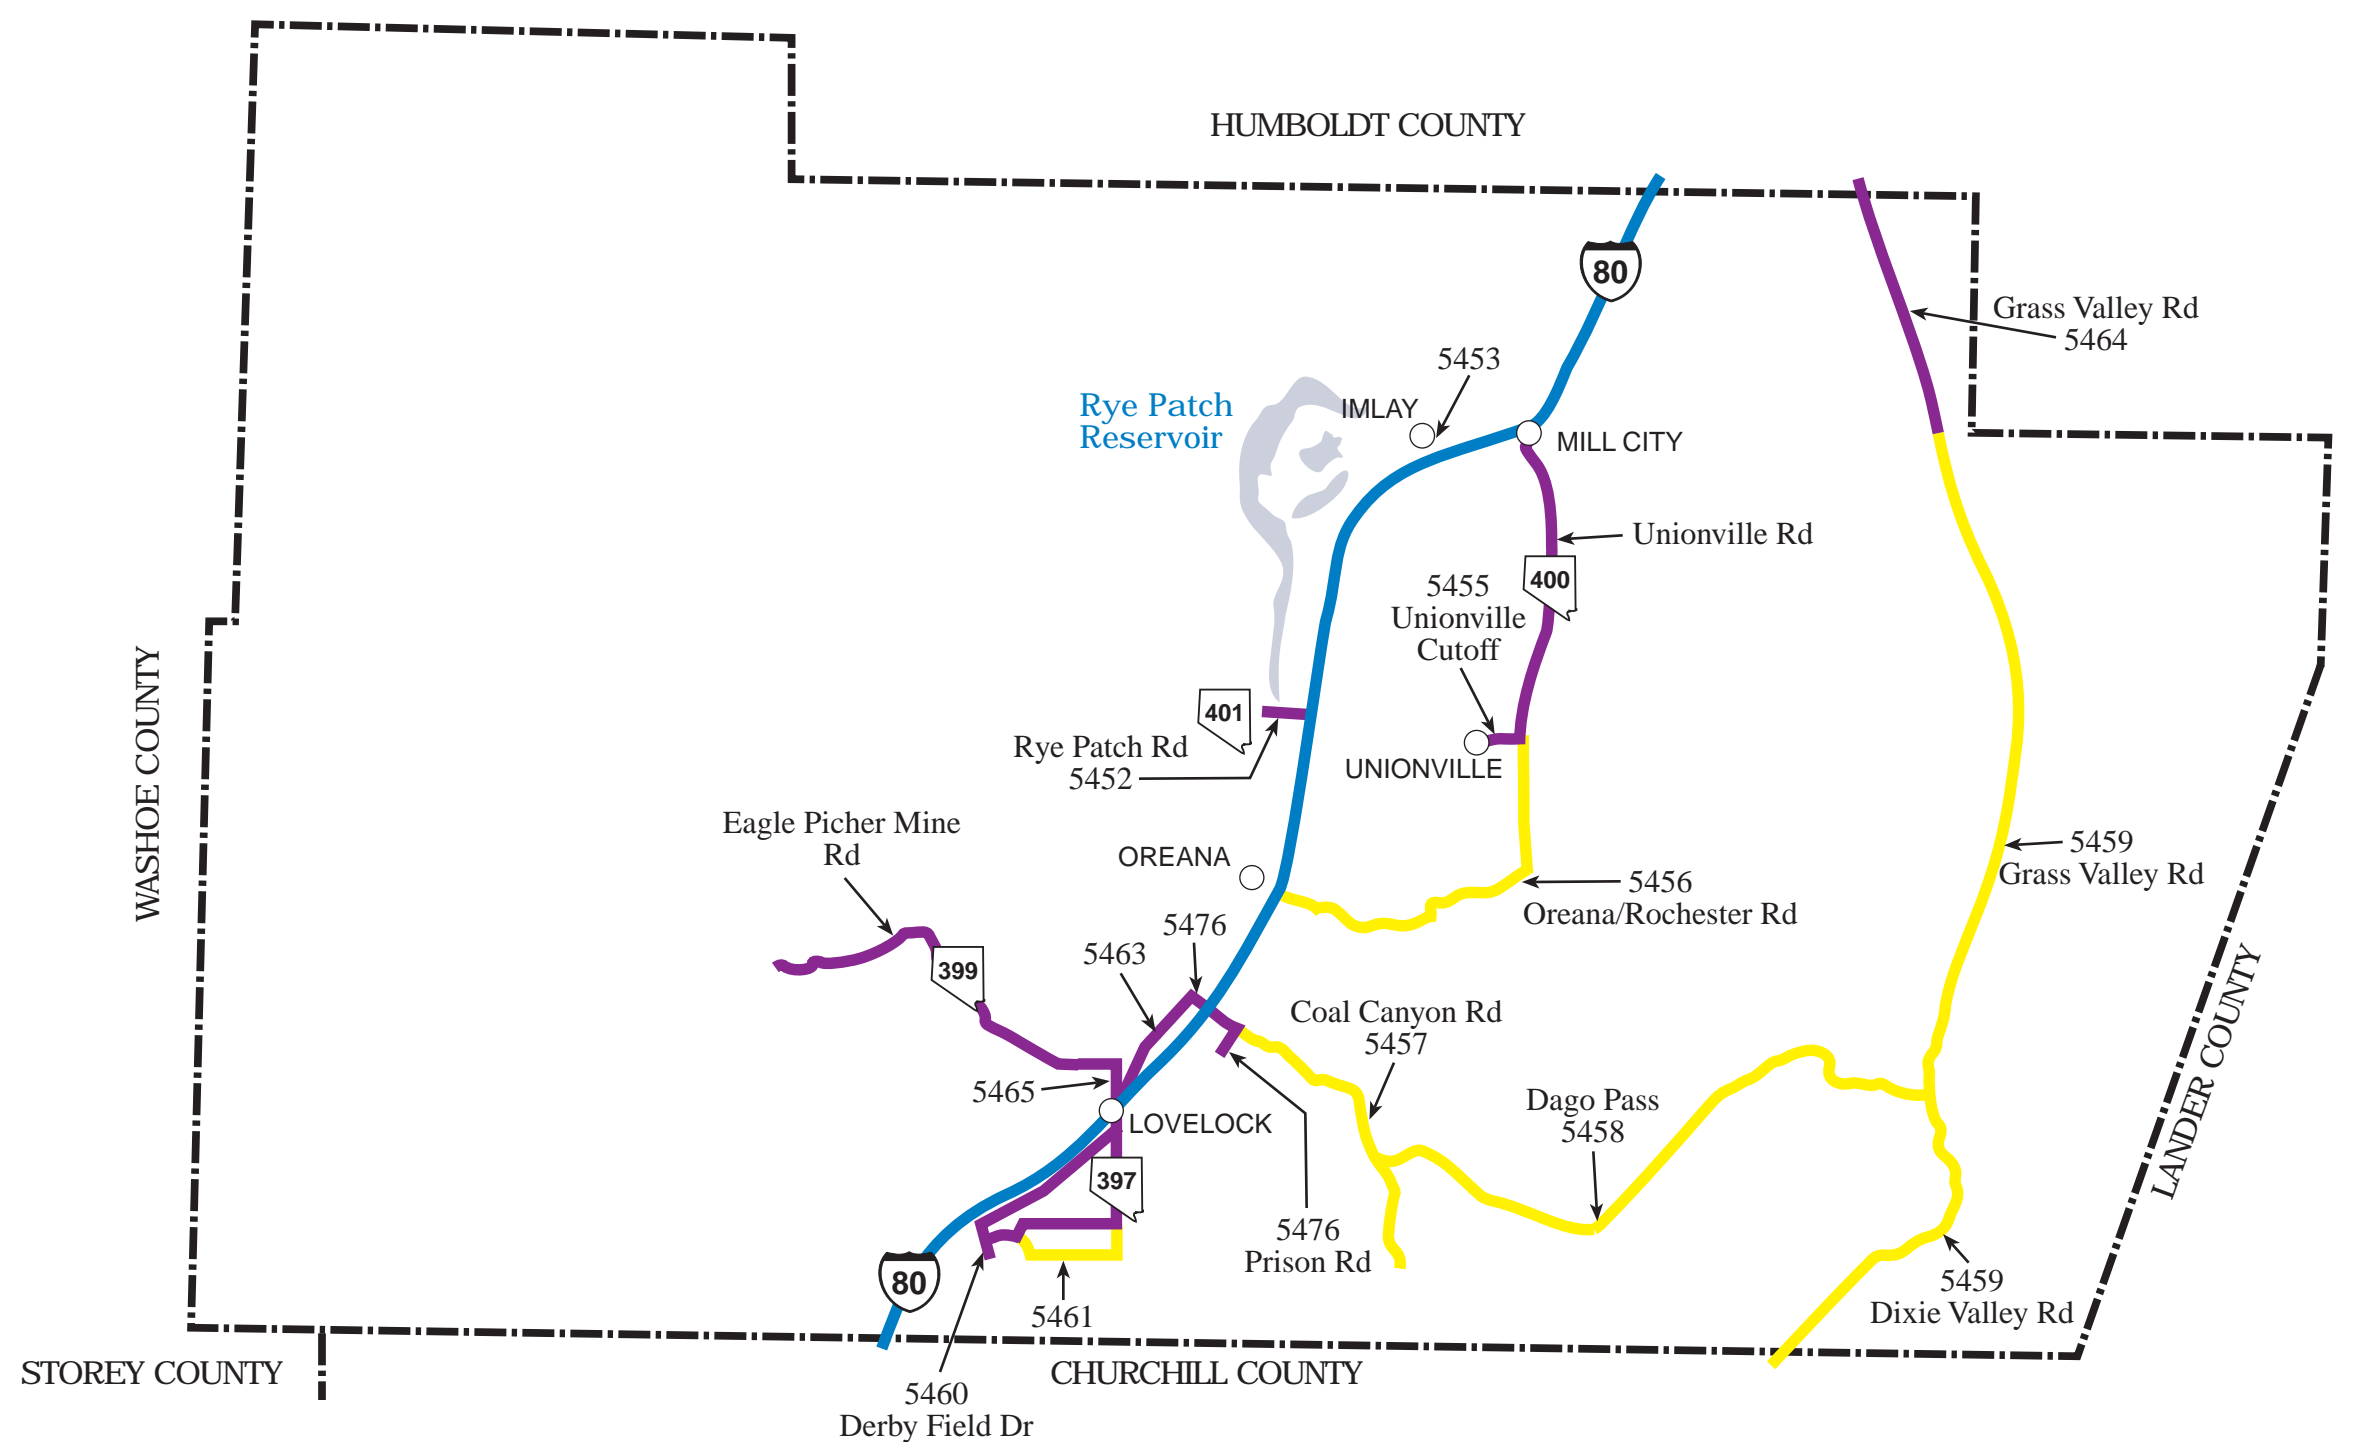 HUMBOLDT COUNTY
80
Grass Valley Rd
5464
5453
Rye Patch
Reservoir
IMLAY
MILL CITY
Unionville Rd
400
5455
Unionville
Cutoff
WASHOE COUNTY
401
Rye Patch Rd
5452
UNIONVILLE
Eagle Picher Mine
Rd
OREANA
5459
Grass Valley Rd
5456
Oreana/Rochester Rd
5476
5463
399
Coal Canyon Rd
5457
LANDER COUNTY
5465
LOVELOCK
Dago Pass
5458
397
5476
Prison Rd
80
5459
Dixie Valley Rd
5461
STOREY COUNTY
CHURCHILL COUNTY
5460
Derby Field Dr